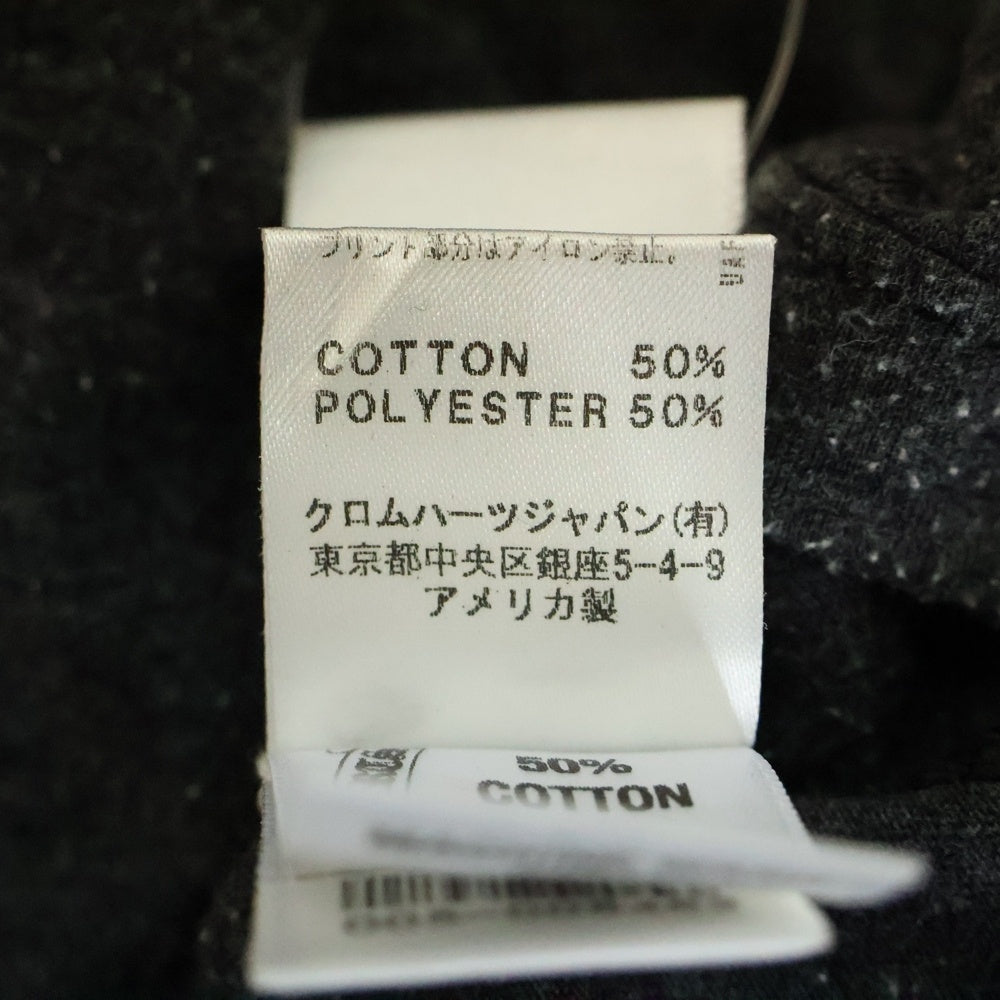 プリント部分はアイロン禁止。
COTTON 50%
POLYESTER 50%
クロムハーツジャパン(有)
東京都中央区銀座5-4-9
アメリカ製
50%
COTTON